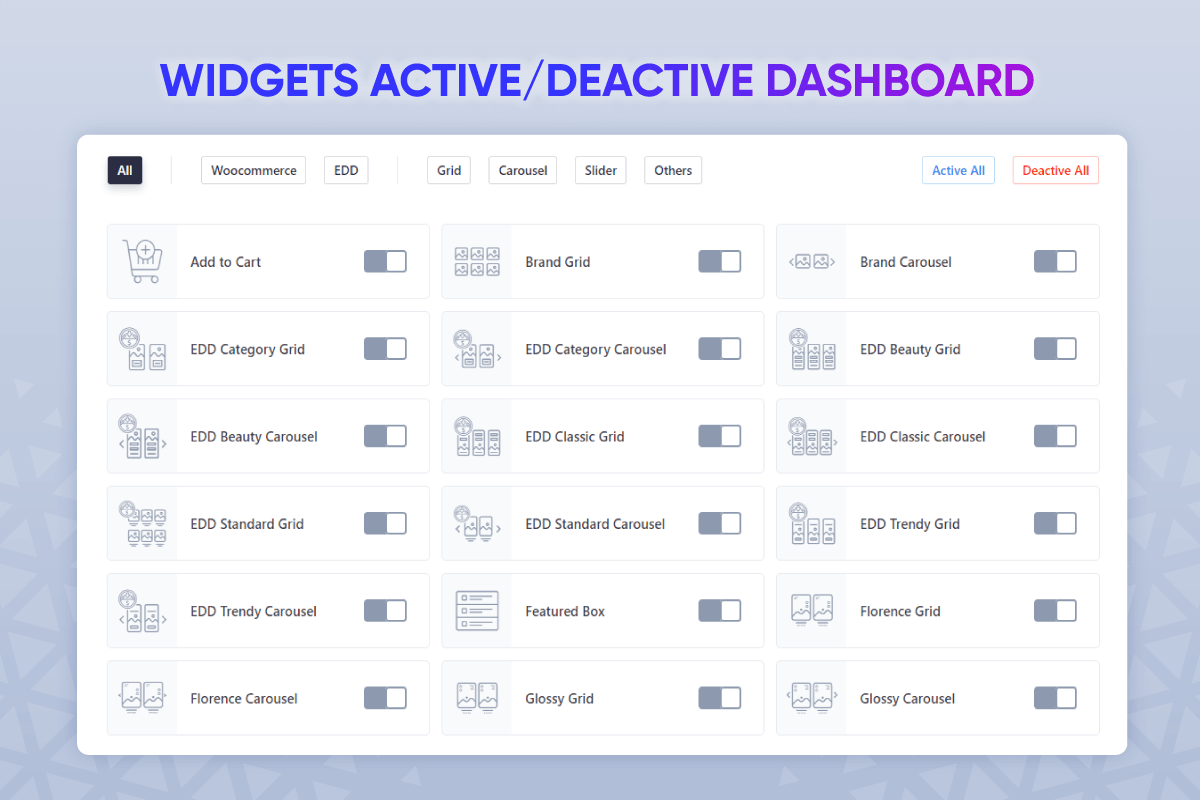 WIDGETS ACTIVE/DEACTIVE DASHBOARD
All Woocommerce EDD Grid Carousel Slider Others Active All Deactive All
Add to Cart Brand Grid Brand Carousel
EDD Category Grid EDD Category Carousel EDD Beauty Grid
EDD Beauty Carousel EDD Classic Grid EDD Classic Carousel
EDD Standard Grid EDD Standard Carousel EDD Trendy Grid
EDD Trendy Carousel Featured Box Florence Grid
Florence Carousel Glossy Grid Glossy Carousel